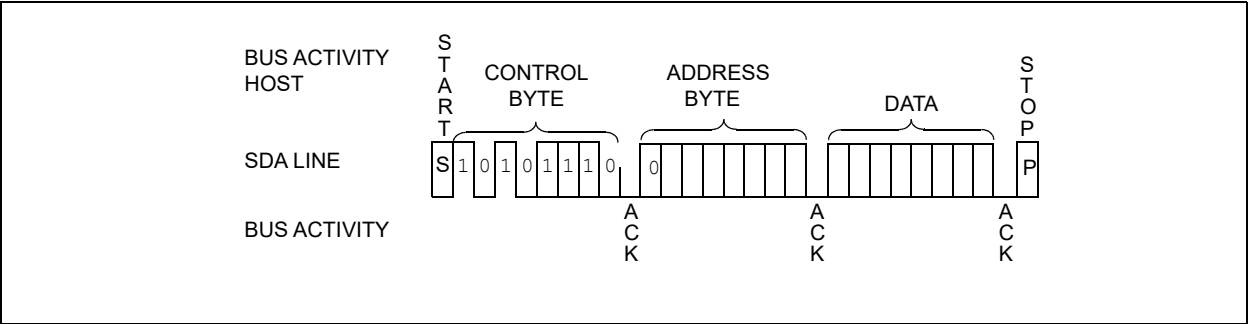 BUS ACTIVITY
HOST
START
CONTROL
BYTE
ADDRESS
BYTE
DATA
STOP
SDA LINE
S 1 0 1 0 1 1 1 0 0 P
BUS ACTIVITY
ACK
ACK
ACK